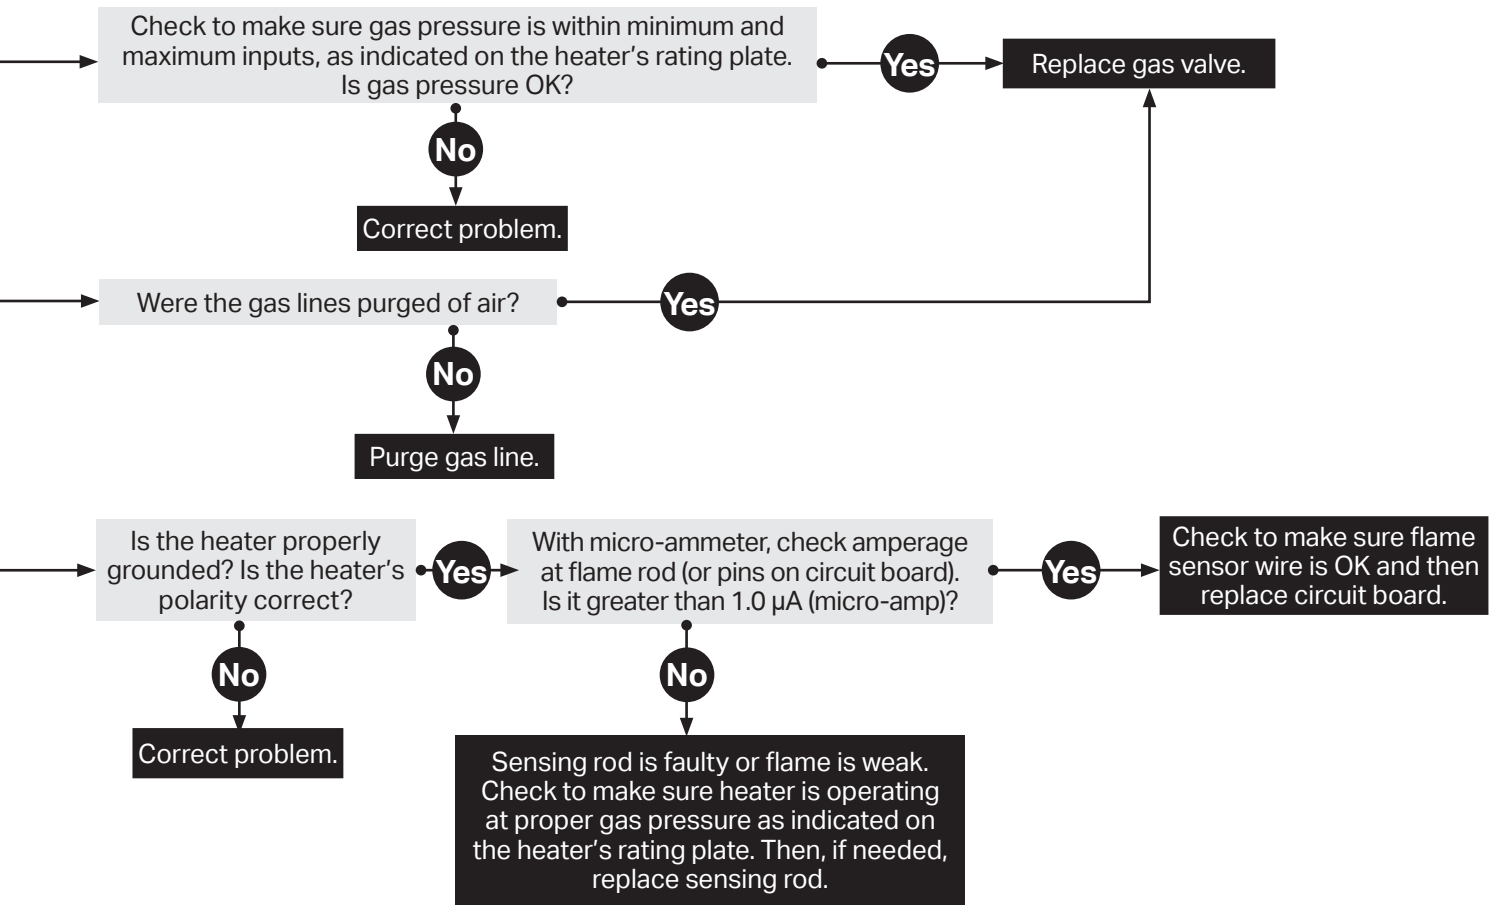 Check to make sure gas pressure is within minimum and
maximum inputs, as indicated on the heater’s rating plate.
Is gas pressure OK?
Yes
Replace gas valve.
No
Correct problem.
Were the gas lines purged of air?
Yes
No
Purge gas line.
Is the heater properly
grounded? Is the heater’s
polarity correct?
Yes
With micro-ammeter, check amperage
at flame rod (or pins on circuit board).
Is it greater than 1.0 µA (micro-amp)?
Yes
Check to make sure flame
sensor wire is OK and then
replace circuit board.
No
Correct problem.
No
Sensing rod is faulty or flame is weak.
Check to make sure heater is operating
at proper gas pressure as indicated on
the heater’s rating plate. Then, if needed,
replace sensing rod.